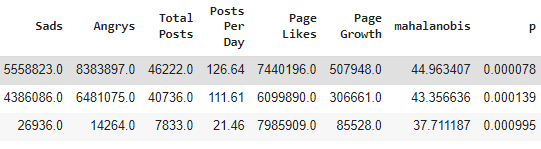 Sads Angrys Total Posts Posts Per Day Page Likes Page Growth mahalanobis p
5558823.0 8383897.0 46222.0 126.64 7440196.0 507948.0 44.963407 0.000078
4386086.0 6481075.0 40736.0 111.61 6099890.0 306661.0 43.356636 0.000139
26936.0 14264.0 7833.0 21.46 7985909.0 85528.0 37.711187 0.000995